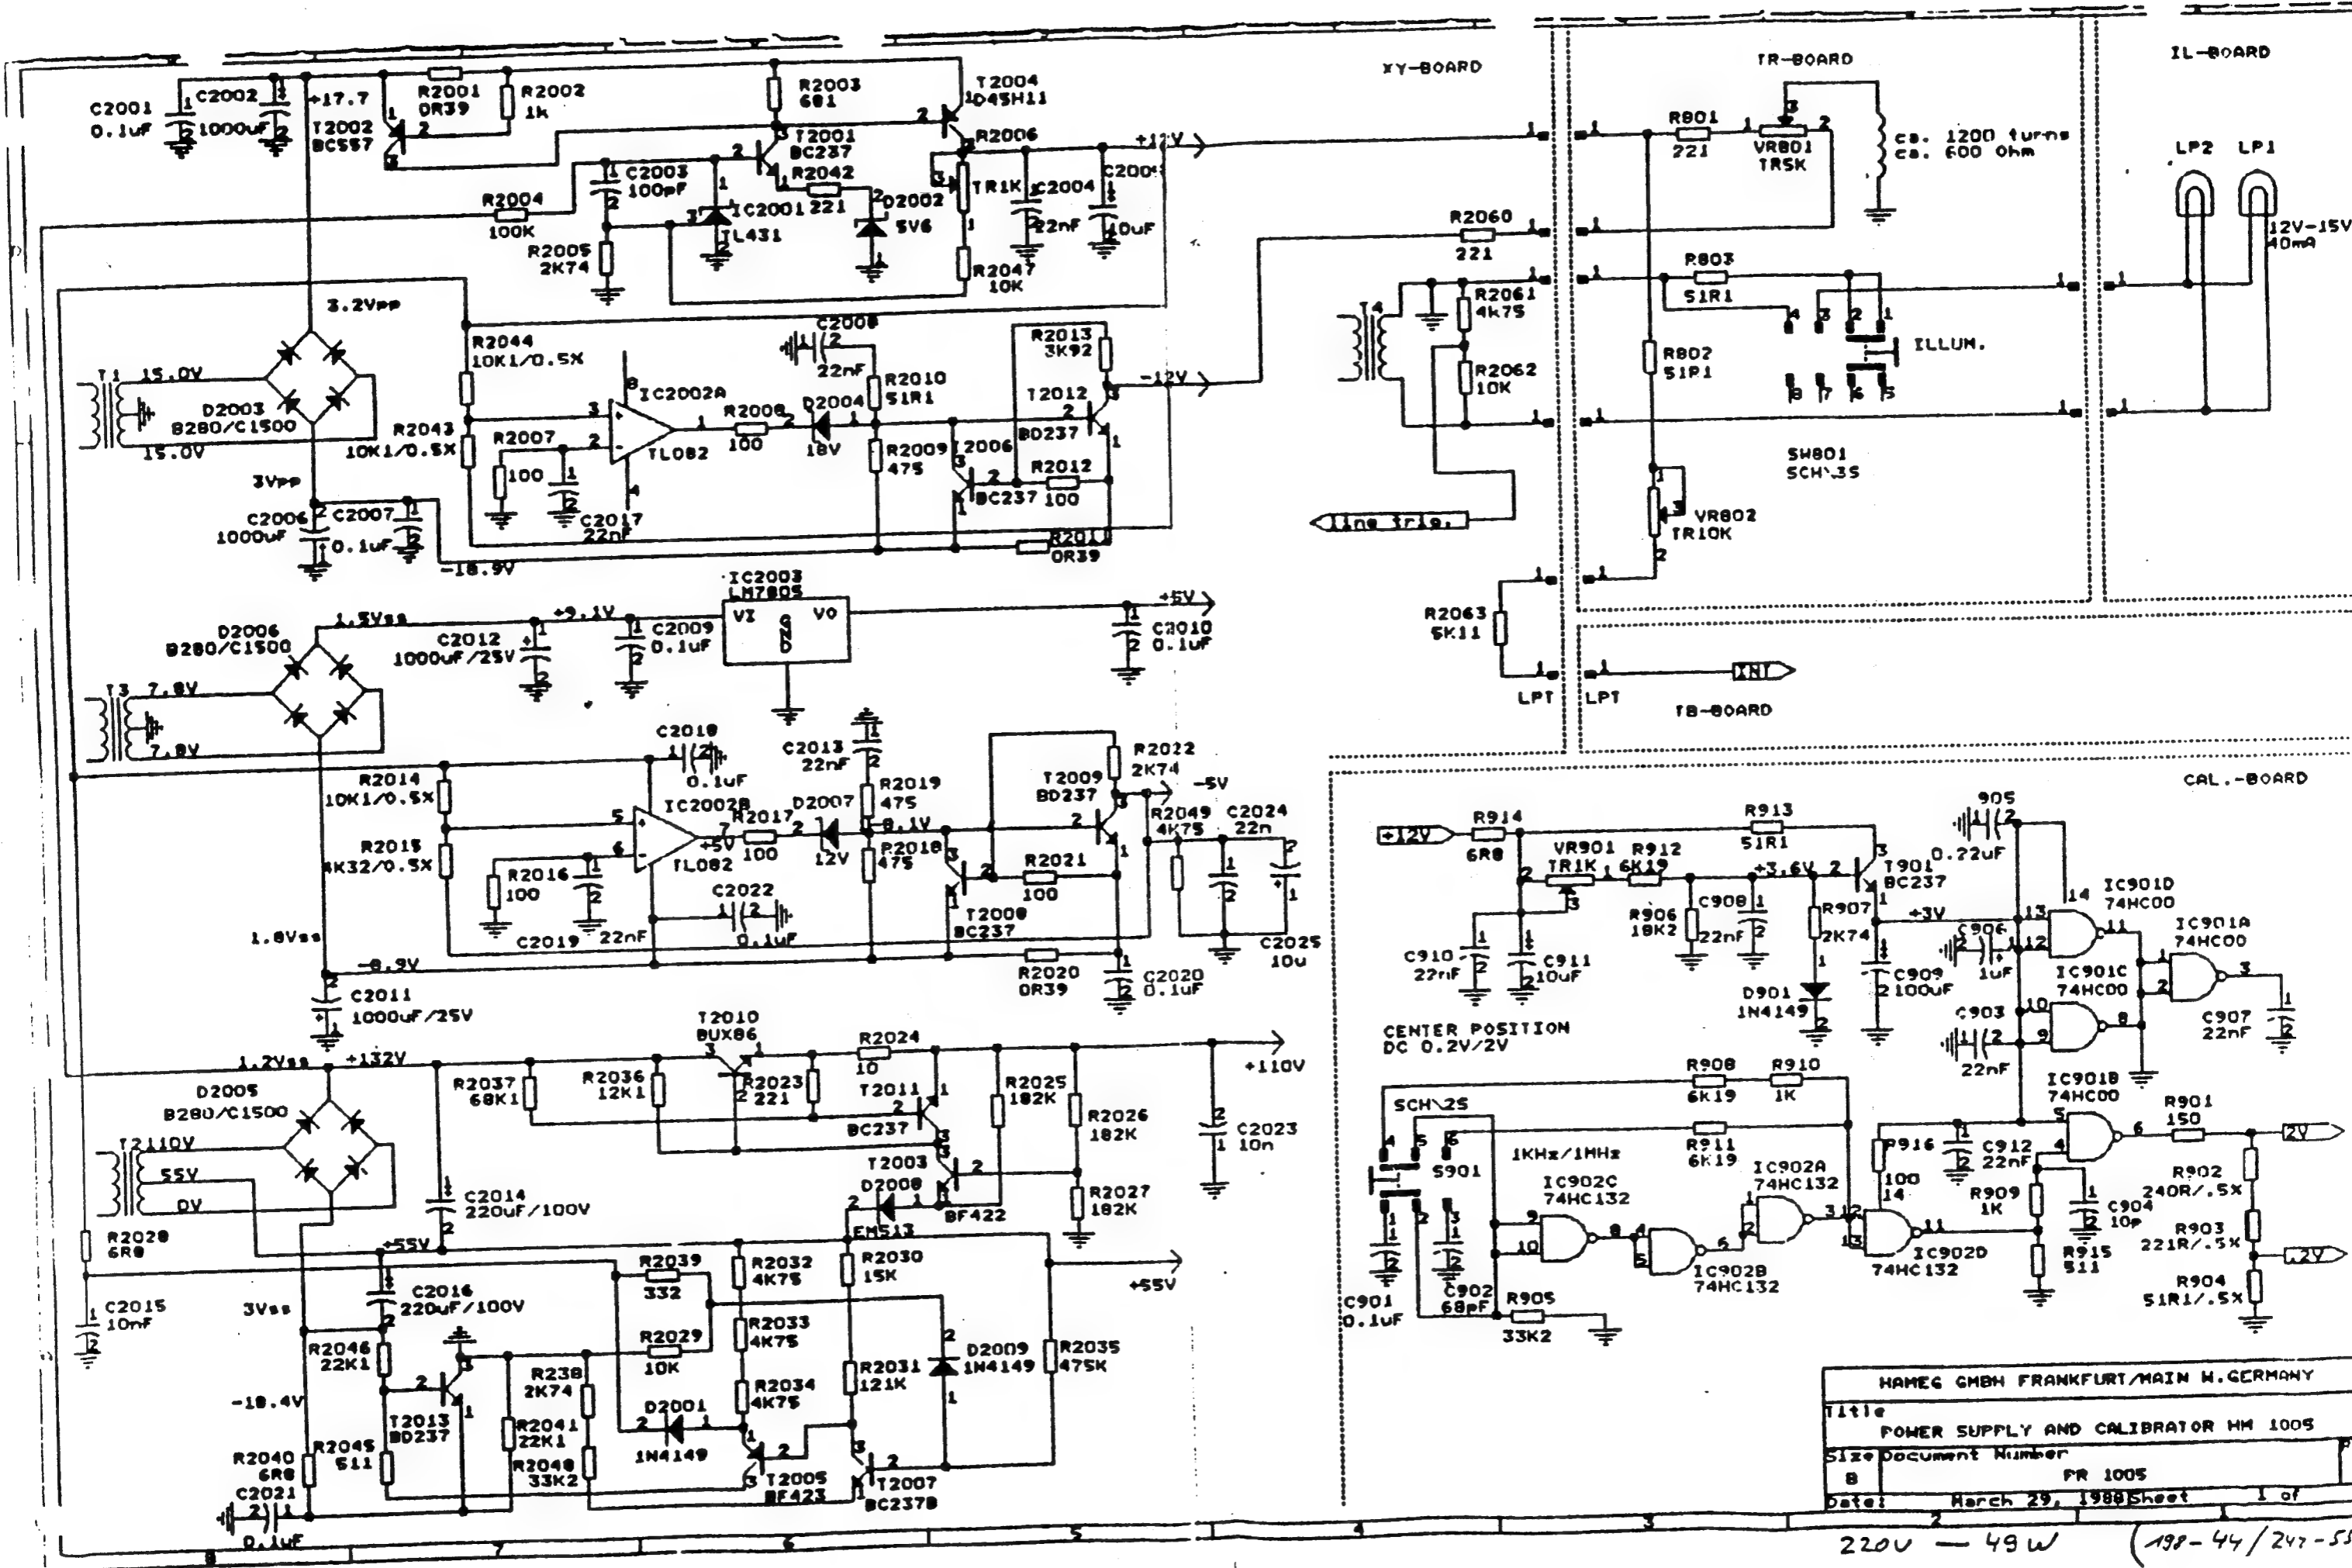 XY-BOARD
TR-BOARD
IL-BOARD
C2001
0.1uF
C2002
1000uF
+17.7
T2002
BC557
R2001
0R39
R2002
1k
R2003
681
T2004
D45H11
T2001
BC237
R2006
TR1K
R2042
221
C2003
100pF
R2004
100K
R2005
2K74
IC2001
TL431
D2002
5V6
C2004
22nF
10uF
R2047
10K
+12V
R2060
221
R801
221
VR801
TR5K
ca. 1200 turns
ca. 600 Ohm
LP2 LP1
12V-15V
40mA
R803
51R1
R802
51R1
ILLUM.
SW801
VR802
TR10K
T4
R2061
4k75
R2062
10K
line trig.
R2063
5K11
LPT LPT
INT
TB-BOARD
3.2Vpp
T1
15.0V
15.0V
D2003
B280/C1500
3Vpp
R2044
10K1/0.5%
R2043
10K1/0.5%
R2007
100
IC2002A
TL082
C2017
22nF
R2008
100
D2004
18V
C2008
22nF
R2010
51R1
R2009
475
T2006
BC237
R2012
100
R2013
3K92
T2012
BD237
-12V
0R39
C2006
1000uF
C2007
0.1uF
-18.9V
IC2003
LM7805
VI VO
GND
+5V
D2006
B280/C1500
1.5Vss
+9.1V
C2012
1000uF/25V
C2009
0.1uF
C2010
0.1uF
T3
7.8V
7.8V
C2018
0.1uF
R2014
10K1/0.5%
R2015
4K32/0.5%
IC2002B
TL082
+5V
R2016
100
C2019
22nF
R2017
100
D2007
12V
C2013
22nF
R2019
475
R2018
475
C2022
0.1uF
T2008
BC237
R2021
100
T2009
BD237
R2022
2K74
-5V
R2049
4K75
C2024
22n
C2025
10u
R2020
0R39
C2020
0.1uF
1.8Vss
-8.9V
C2011
1000uF/25V
1.2Vss
+132V
D2005
B280/C1500
T2
110V
55V
0V
R2037
68K1
R2036
12K1
T2010
BUX86
R2023
221
R2024
10
T2011
BC237
R2025
182K
R2026
182K
R2027
182K
C2023
10n
+110V
T2003
BF422
D2008
EM513
C2014
220uF/100V
R2028
6R8
C2015
10nF
+55V
C2016
220uF/100V
3Vss
R2039
332
R2032
4K75
R2030
15K
+55V
R2046
22K1
R2029
10K
R2033
4K75
R2031
121K
D2009
1N4149
R2035
475K
-18.4V
T2013
BD237
R238
2K74
R2041
22K1
R2034
4K75
D2001
1N4149
R2040
6R8
R2045
511
R2048
33K2
T2005
BF423
T2007
BC237B
C2021
0.1uF
CAL.-BOARD
+12V
R914
6R8
R913
51R1
VR901
TR1K
R912
6K19
+3.6V
T901
BC237
R906
18K2
C908
22nF
R907
2K74
D901
1N4149
+3V
C909
100uF
C910
22nF
C911
10uF
905
0.22uF
C906
1uF
C903
22nF
IC901D
74HC00
IC901C
74HC00
IC901A
74HC00
C907
22nF
CENTER POSITION
DC 0.2V/2V
R908
6K19
R910
1K
R911
6K19
S901
1KHz/1MHz
IC902C
74HC132
IC902B
74HC132
IC902A
74HC132
IC902D
74HC132
R916
100
C912
22nF
IC901B
74HC00
R901
150
2V
R902
240R/.5%
R903
221R/.5%
.2V
R904
51R1/.5%
R909
1K
C904
10p
R915
511
C901
0.1uF
C902
68pF
R905
33K2
HAMEG GMBH FRANKFURT/MAIN W.GERMANY
Title
POWER SUPPLY AND CALIBRATOR HM 1005
Size Document Number
B PR 1005
Date: March 29, 1988 Sheet 1 of
220V — 49W